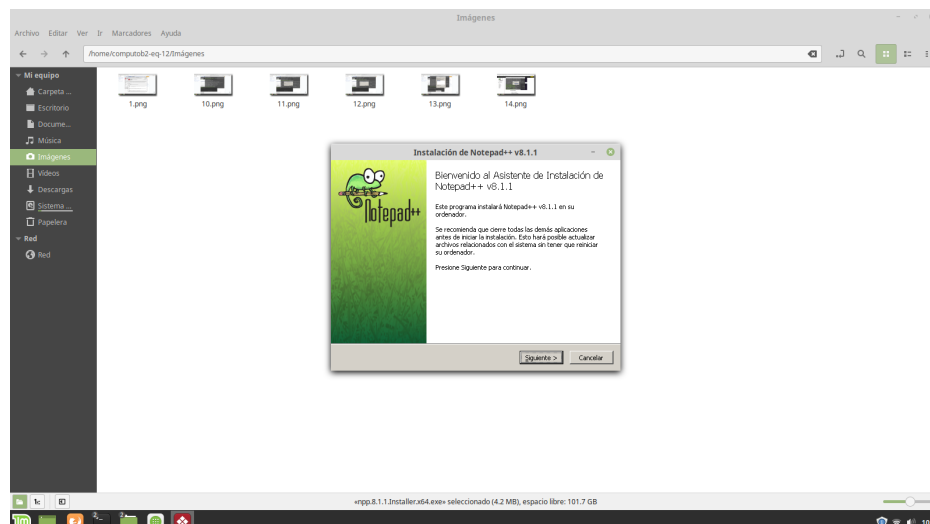 Imágenes
Archivo Editar Ver Ir Marcadores Ayuda
/home/computob2-eq-12/Imágenes
Mi equipo
Carpeta ...
Escritorio
Docume...
Música
Imágenes
Vídeos
Descargas
Sistema ...
Papelera
Red
Red
1.png
10.png
11.png
12.png
13.png
14.png
Instalación de Notepad++ v8.1.1
Notepad++
Bienvenido al Asistente de Instalación de
Notepad++ v8.1.1
Este programa instalará Notepad++ v8.1.1 en su
ordenador.
Se recomienda que cierre todas las demás aplicaciones
antes de iniciar la instalación. Esto hará posible actualizar
archivos relacionados con el sistema sin tener que reiniciar
su ordenador.
Presione Siguiente para continuar.
Siguiente >
Cancelar
«npp.8.1.1.Installer.x64.exe» seleccionado (4.2 MB), espacio libre: 101.7 GB